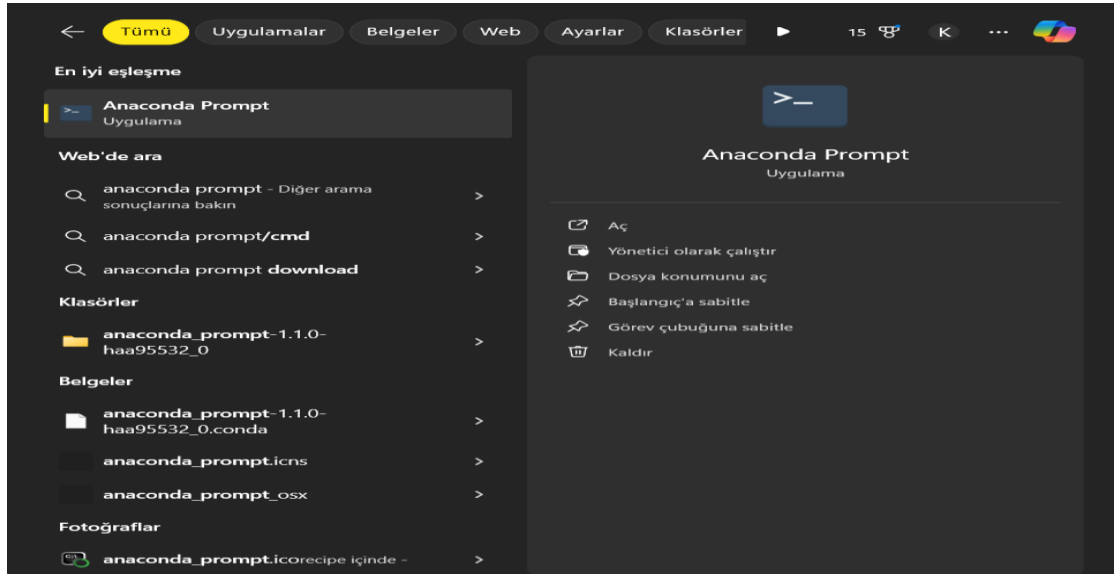 Tümü Uygulamalar Belgeler Web Ayarlar Klasörler 15 K
En iyi eşleşme
Anaconda Prompt
Uygulama
Web'de ara
anaconda prompt - Diğer arama
sonuçlarına bakın
anaconda prompt/cmd
anaconda prompt download
Klasörler
anaconda_prompt-1.1.0-
haa95532_0
Belgeler
anaconda_prompt-1.1.0-
haa95532_0.conda
anaconda_prompt.icns
anaconda_prompt_osx
Fotoğraflar
anaconda_prompt.icorecipe içinde -
Anaconda Prompt
Uygulama
Aç
Yönetici olarak çalıştır
Dosya konumunu aç
Başlangıç'a sabitle
Görev çubuğuna sabitle
Kaldır